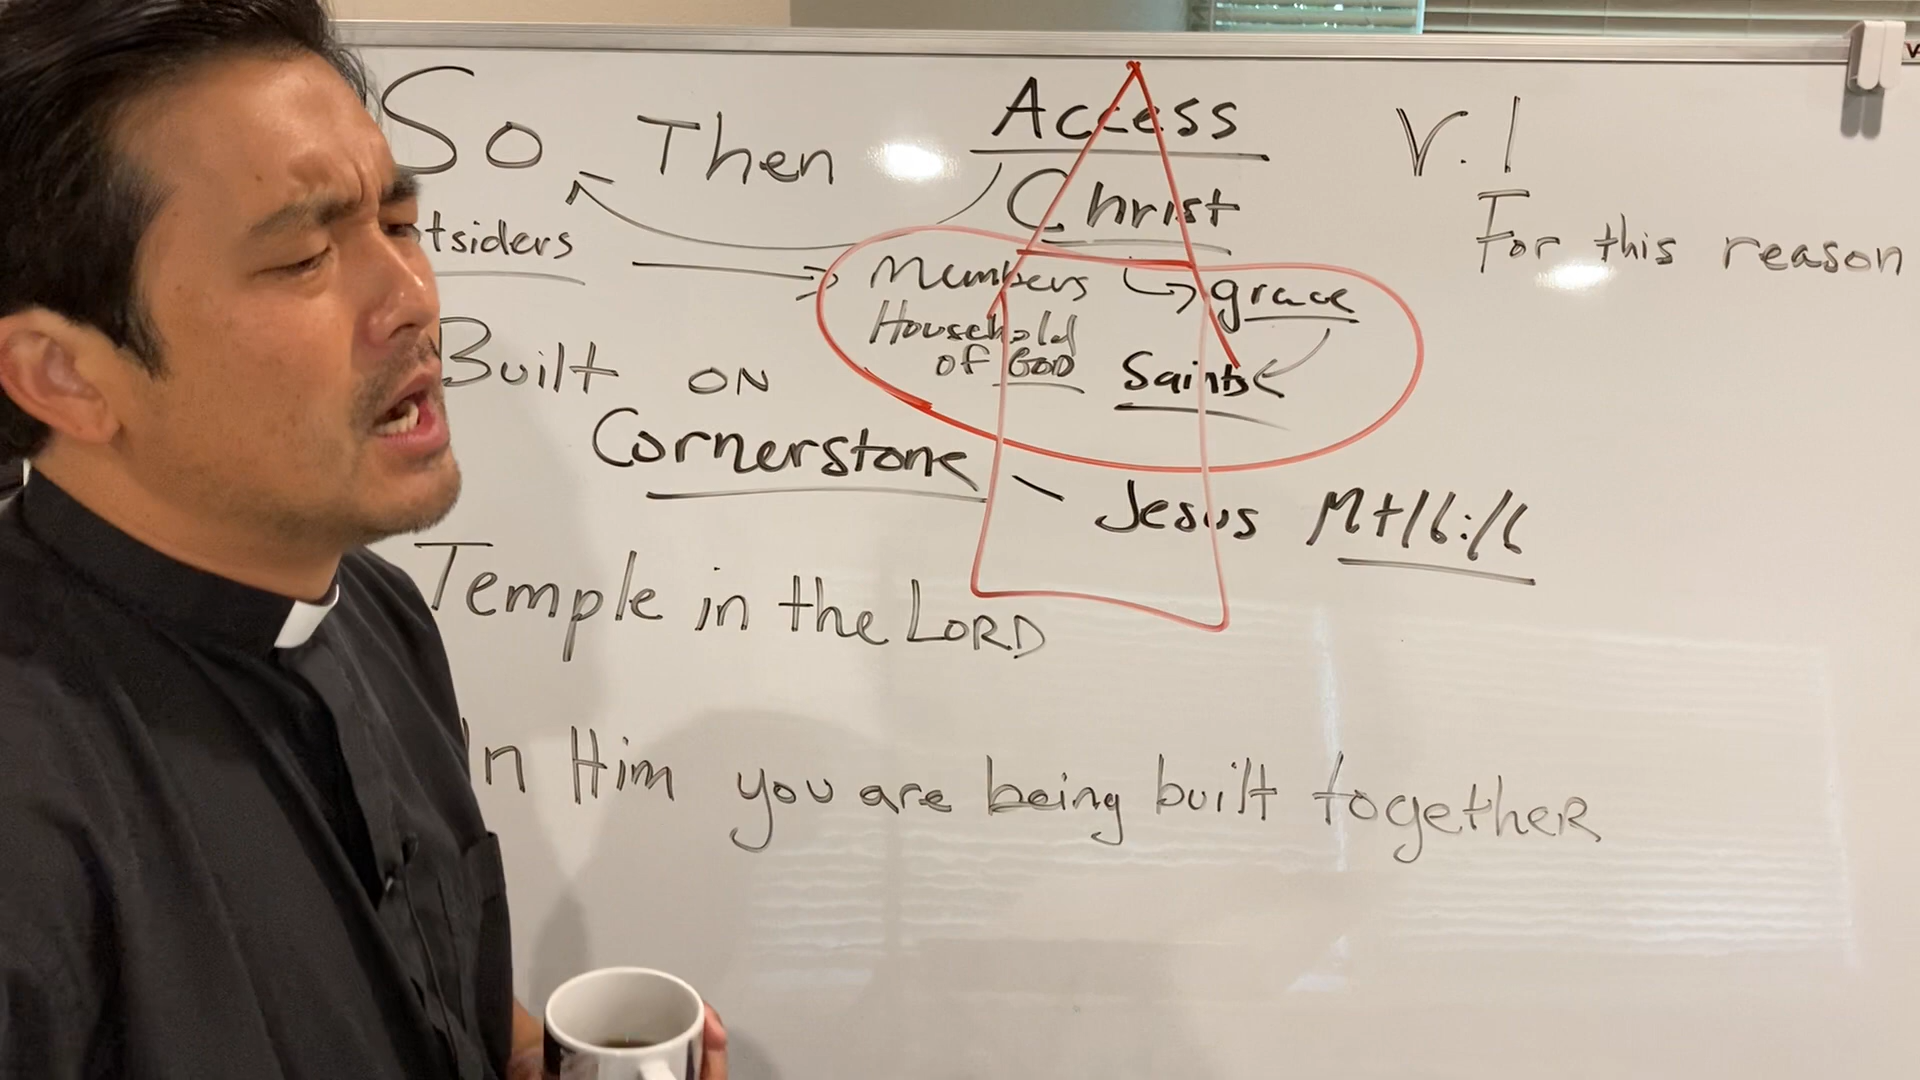 So Then
Access
Christ
V.1
For this reason
tsiders
Members
Household
of GOD
grace
Saints
Built ON
Cornerstone
Jesus Mt 16:16
Temple in the LORD
In Him you are being built together